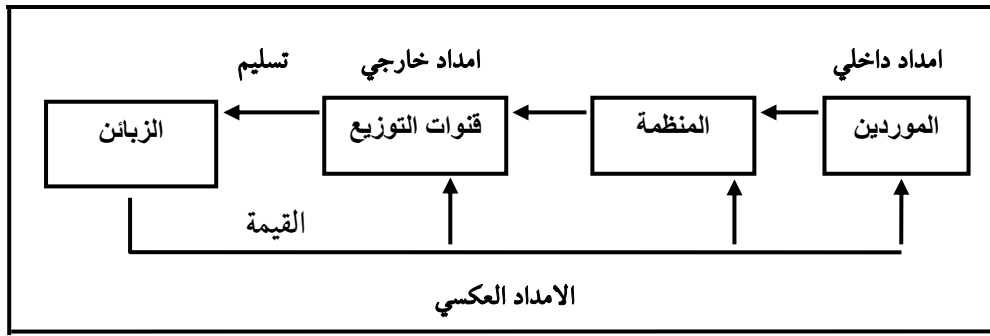 امداد داخلي
امداد خارجي
تسليم
الموردين
المنظمة
قنوات التوزيع
الزبائن
القيمة
الامداد العكسي